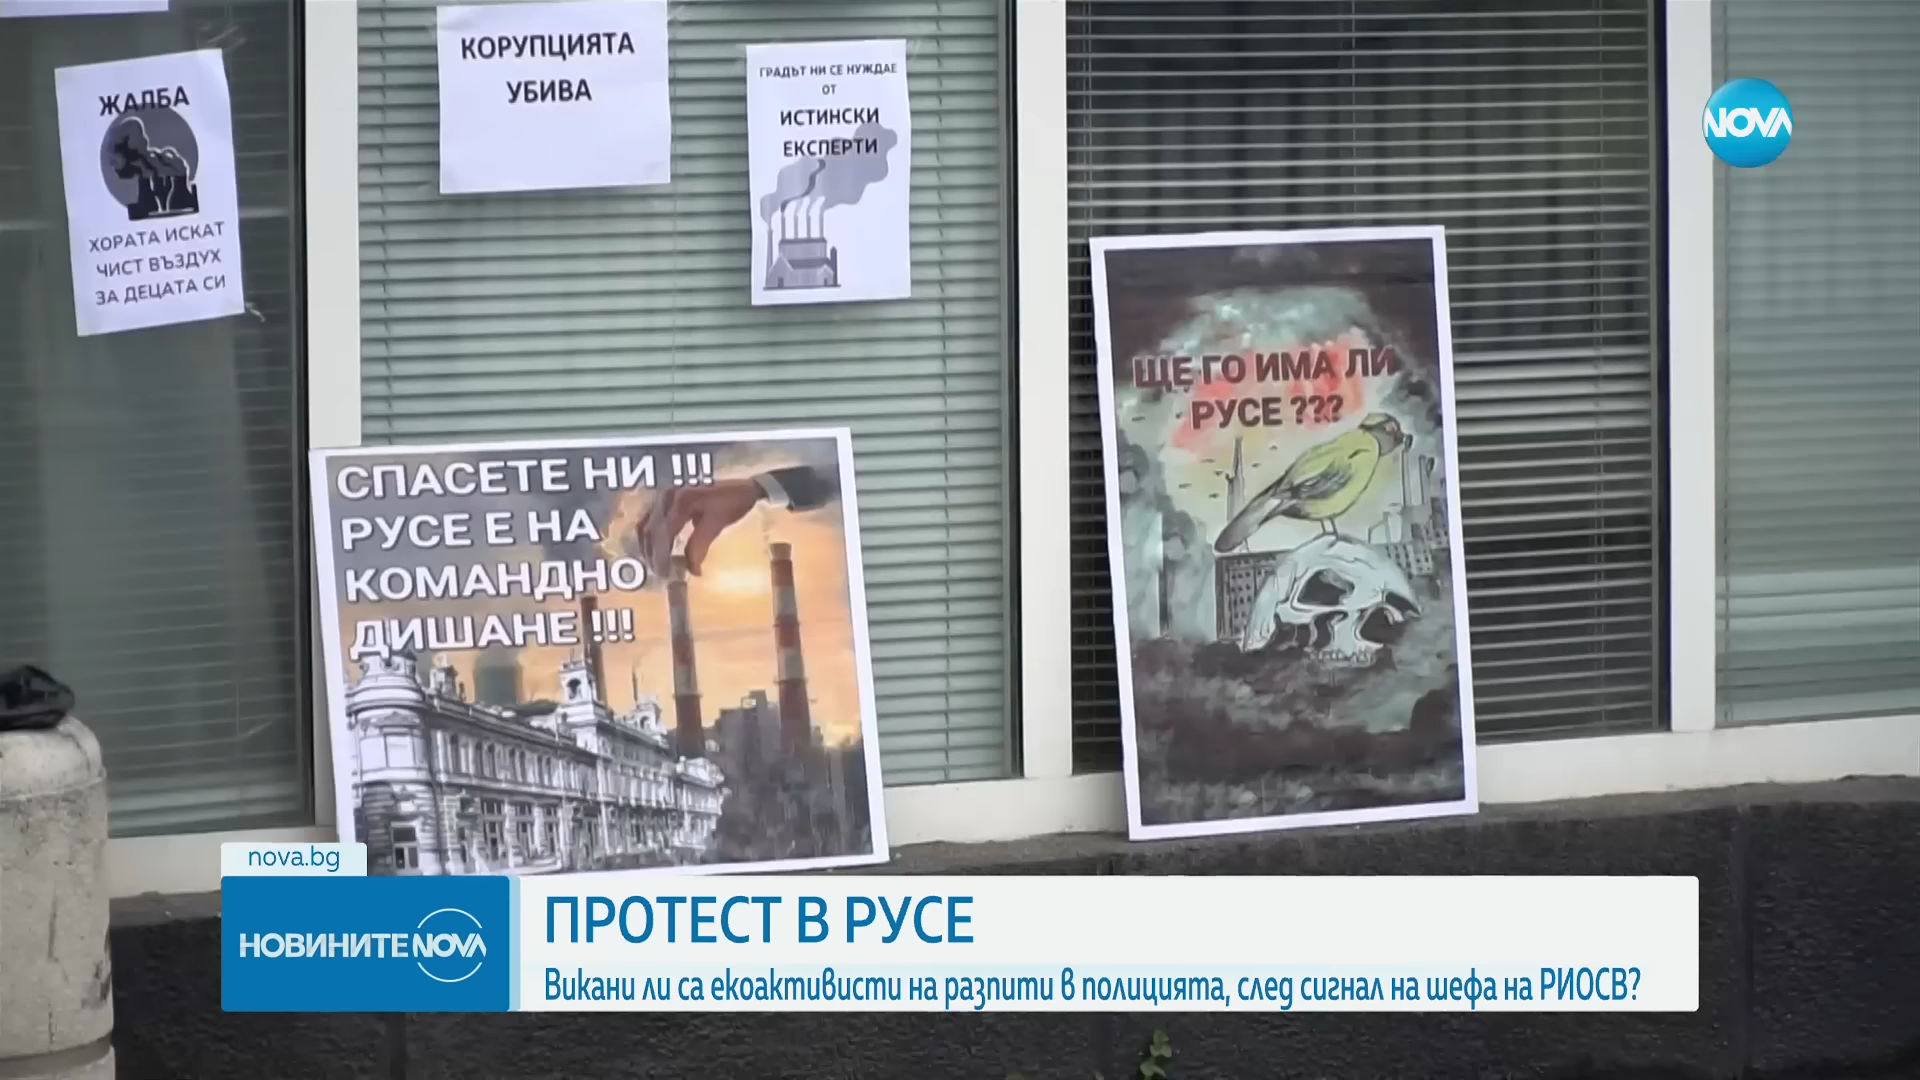 ЖАЛБА
ХОРАТА ИСКАТ
ЧИСТ ВЪЗДУХ
ЗА ДЕЦАТА СИ
КОРУПЦИЯТА
УБИВА
ГРАДЪТ НИ СЕ НУЖДАЕ
ОТ
ИСТИНСКИ
ЕКСПЕРТИ
NOVA
СПАСЕТЕ НИ !!!
РУСЕ Е НА
КОМАНДНО
ДИШАНЕ !!!
ЩЕ ГО ИМА ЛИ
РУСЕ ???
nova.bg
НОВИНИТЕ NOVA
ПРОТЕСТ В РУСЕ
Викани ли са екоактивисти на разпити в полицията, след сигнал на шефа на РИОСВ?